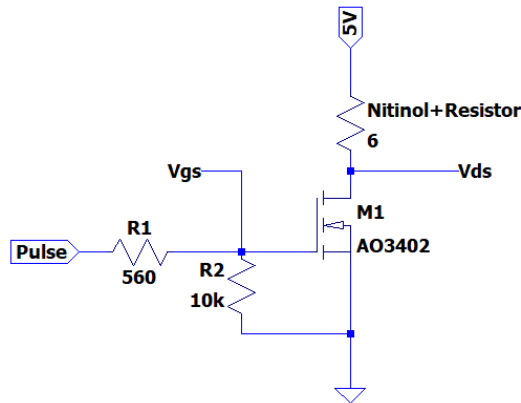 5V
Nitinol+Resistor
6
Vgs
Vds
M1
R1
Pulse
AO3402
560
R2
10k